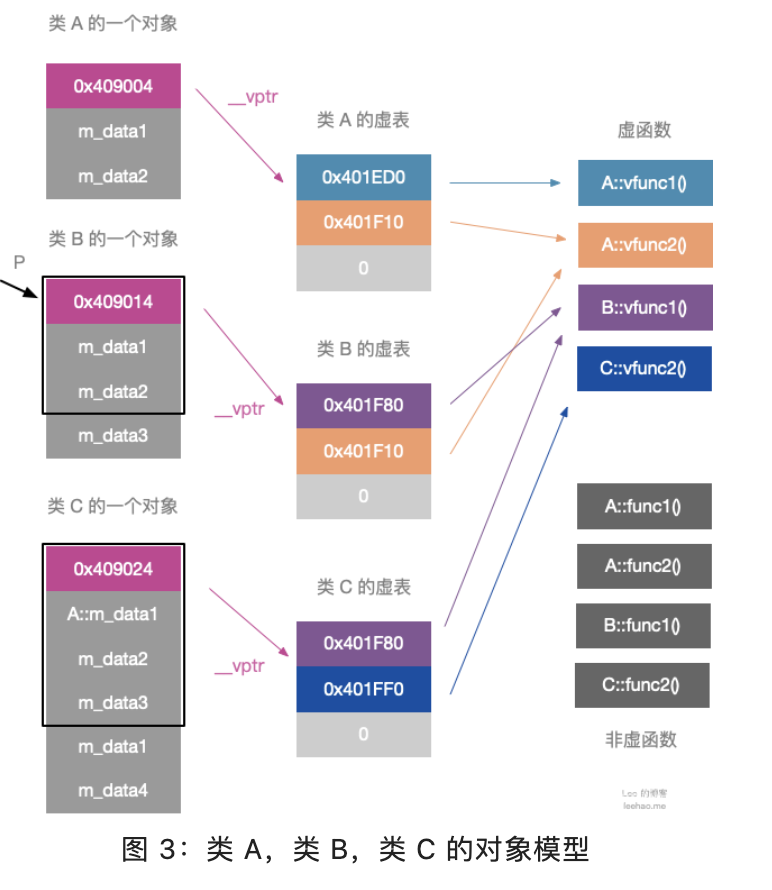 类 A 的一个对象
0x409004
m_data1
m_data2
__vptr
类 A 的虚表
0x401ED0
0x401F10
0
虚函数
A::vfunc1()
A::vfunc2()
B::vfunc1()
C::vfunc2()
类 B 的一个对象
P
0x409014
m_data1
m_data2
m_data3
__vptr
类 B 的虚表
0x401F80
0x401F10
0
类 C 的一个对象
0x409024
A::m_data1
m_data2
m_data3
m_data1
m_data4
__vptr
类 C 的虚表
0x401F80
0x401FF0
0
A::func1()
A::func2()
B::func1()
C::func2()
非虚函数
Lee 的博客
leehao.me
图 3：类 A，类 B，类 C 的对象模型